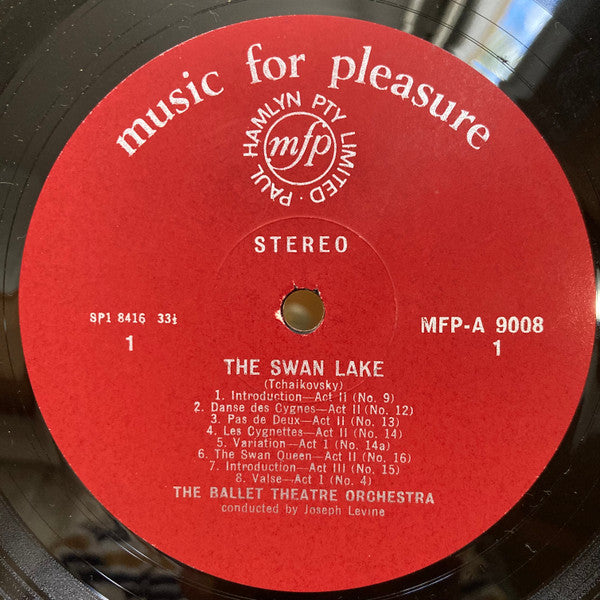 music for pleasure
PAUL HAMLYN PTY LIMITED ·
mfp
STEREO
SP1 8416 33⅓
1
MFP-A 9008
1
THE SWAN LAKE
(Tchaikovsky)
1. Introduction—Act II (No. 9)
2. Danse des Cygnes—Act II (No. 12)
3. Pas de Deux—Act II (No. 13)
4. Les Cygnettes—Act II (No. 14)
5. Variation—Act 1 (No. 14a)
6. The Swan Queen—Act II (No. 16)
7. Introduction—Act III (No. 15)
8. Valse—Act 1 (No. 4)
THE BALLET THEATRE ORCHESTRA
conducted by Joseph Levine